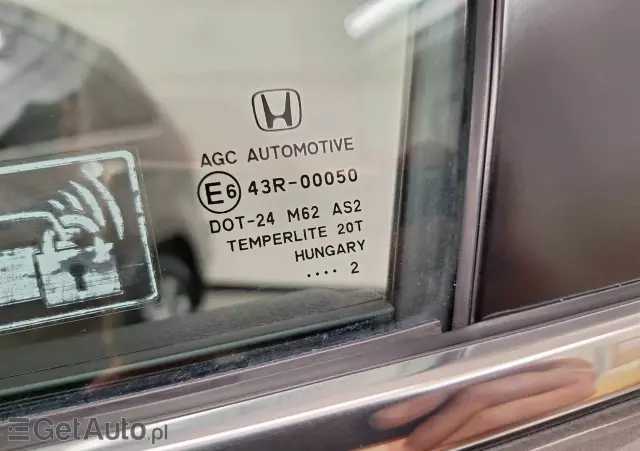 AGC AUTOMOTIVE
E6 43R-00050
DOT-24 M62 AS2
TEMPERLITE 20T
HUNGARY
.... 2
GetAuto.pl